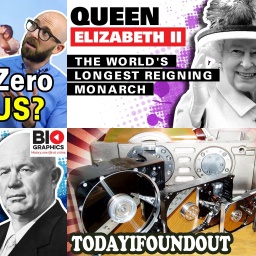 Zero
US?
QUEEN
ELIZABETH II
THE WORLD'S
LONGEST REIGNING
MONARCH
BIO
GRAPHICS
TODAYIFOUNDOUT